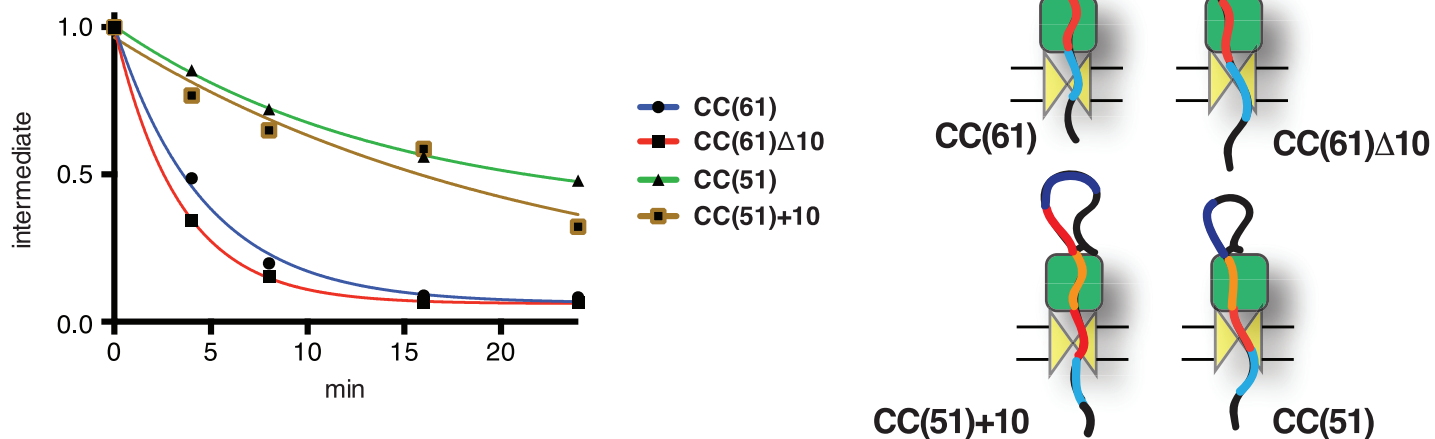 intermediate
1.0
0.5
0.0
0
5
10
15
20
min
CC(61)
CC(61)Δ10
CC(51)
CC(51)+10
CC(61)
CC(61)Δ10
CC(51)+10
CC(51)